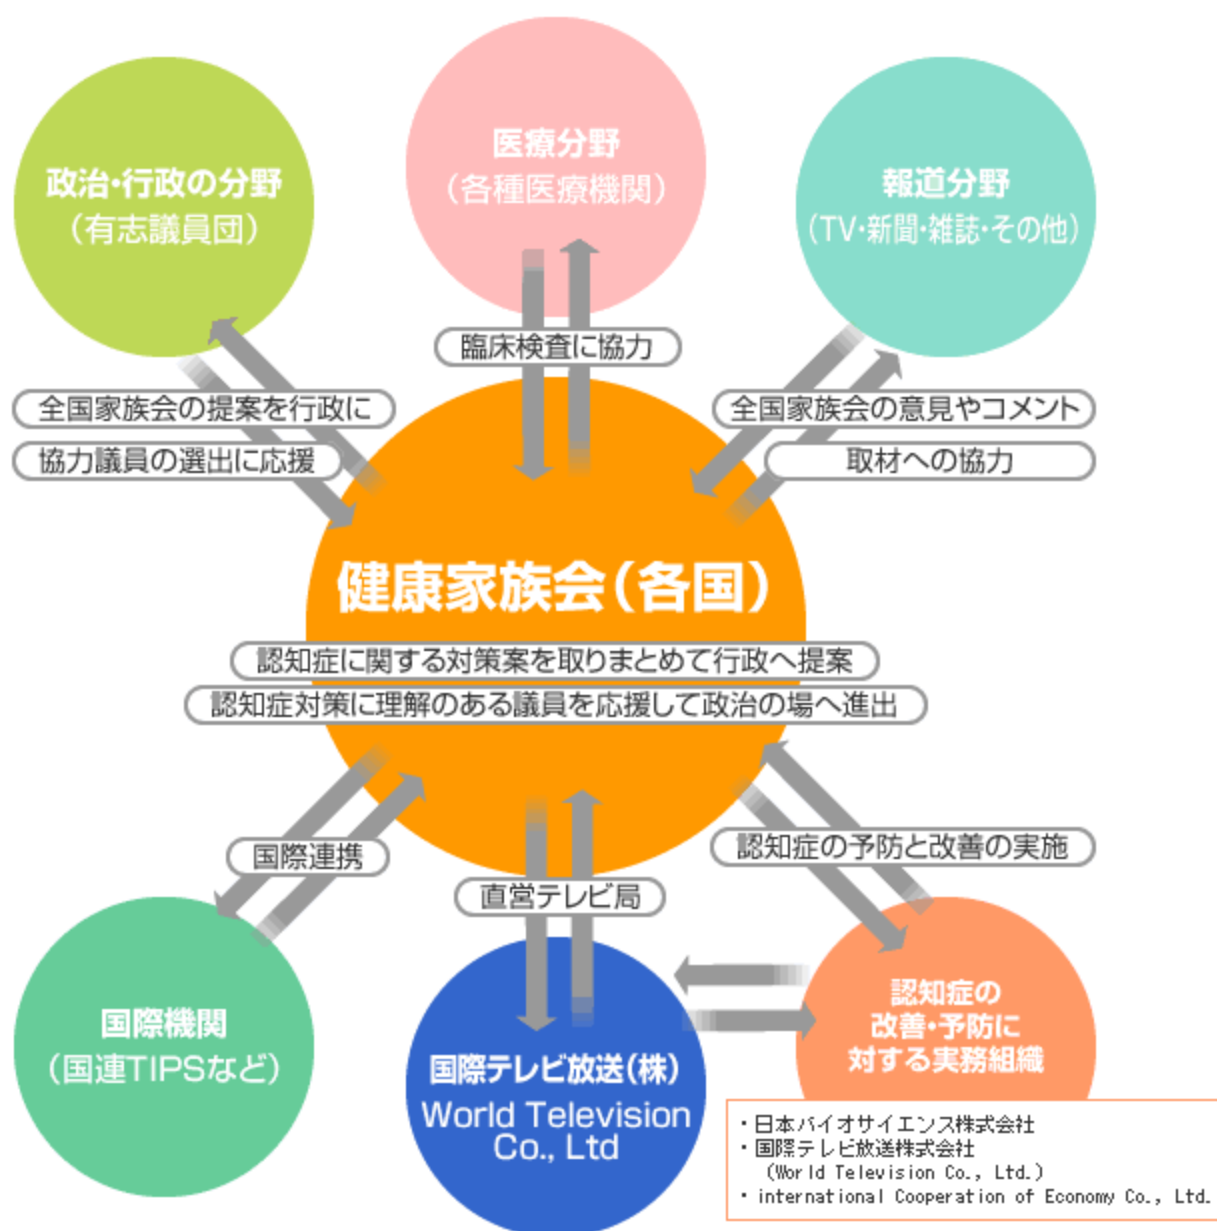 医療分野
(各種医療機関)
政治・行政の分野
(有志議員団)
報道分野
(TV・新聞・雑誌・その他)
臨床検査に協力
全国家族会の提案を行政に
協力議員の選出に応援
全国家族会の意見やコメント
取材への協力
健康家族会(各国)
認知症に関する対策案を取りまとめて行政へ提案
認知症対策に理解のある議員を応援して政治の場へ進出
国際連携
直営テレビ局
認知症の予防と改善の実施
国際機関
(国連TIPSなど)
国際テレビ放送(株)
World Television
Co., Ltd
認知症の
改善・予防に
対する実務組織
・日本バイオサイエンス株式会社
・国際テレビ放送株式会社
(World Television Co., Ltd.)
・international Cooperation of Economy Co., Ltd.